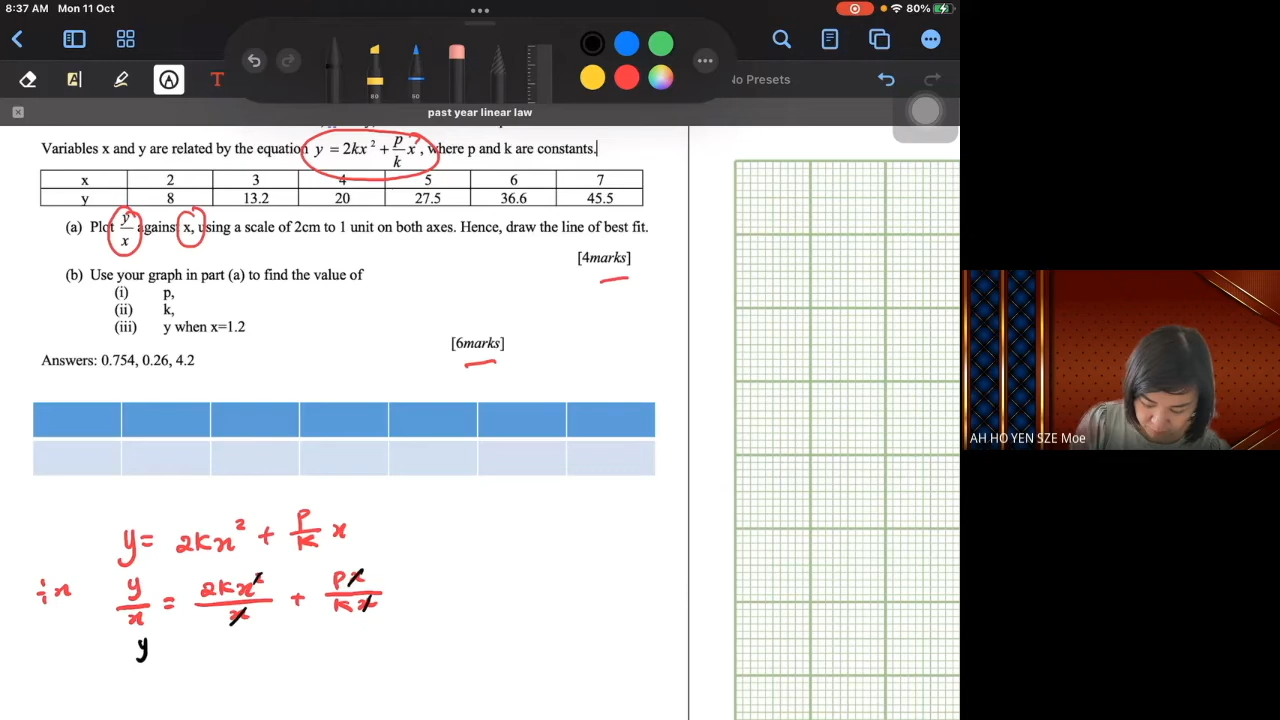 8:37 AM Mon 11 Oct
80%
No Presets
past year linear law
Variables x and y are related by the equation y = 2kx² + p/k x, where p and k are constants.
x 2 3 4 5 6 7
y 8 13.2 20 27.5 36.6 45.5
(a) Plot y/x against x, using a scale of 2cm to 1 unit on both axes. Hence, draw the line of best fit.
[4marks]
(b) Use your graph in part (a) to find the value of
(i) p,
(ii) k,
(iii) y when x=1.2
[6marks]
Answers: 0.754, 0.26, 4.2
y = 2kx² + p/k x
÷x y/x = 2kx²/x + px/kx
y
AH HO YEN SZE Moe